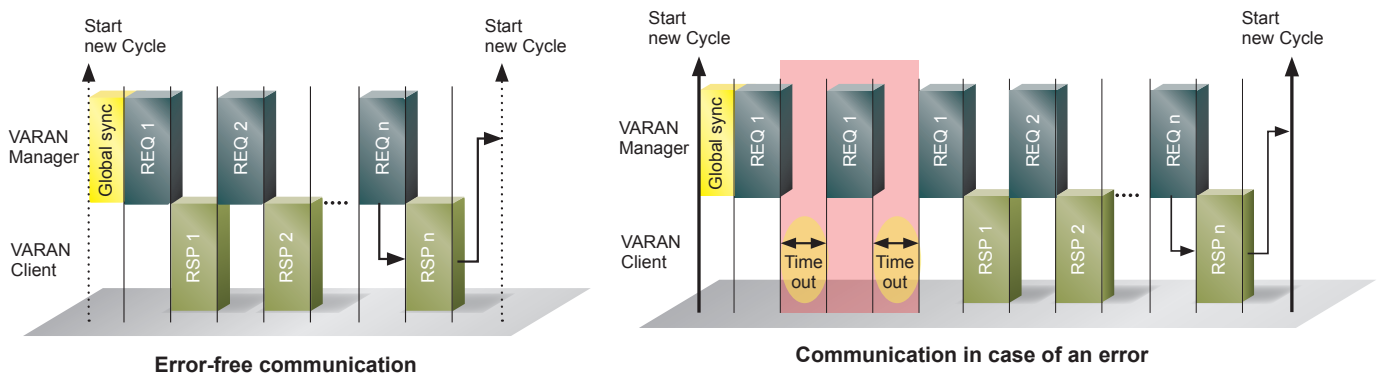 Start
new Cycle
Start
new Cycle
VARAN
Manager
Global sync
REQ 1
REQ 2
REQ n
VARAN
Client
RSP 1
RSP 2
RSP n
Error-free communication
Start
new Cycle
Start
new Cycle
VARAN
Manager
Global sync
REQ 1
REQ 1
REQ 1
REQ 2
REQ n
VARAN
Client
Time
out
Time
out
RSP 1
RSP 2
RSP n
Communication in case of an error